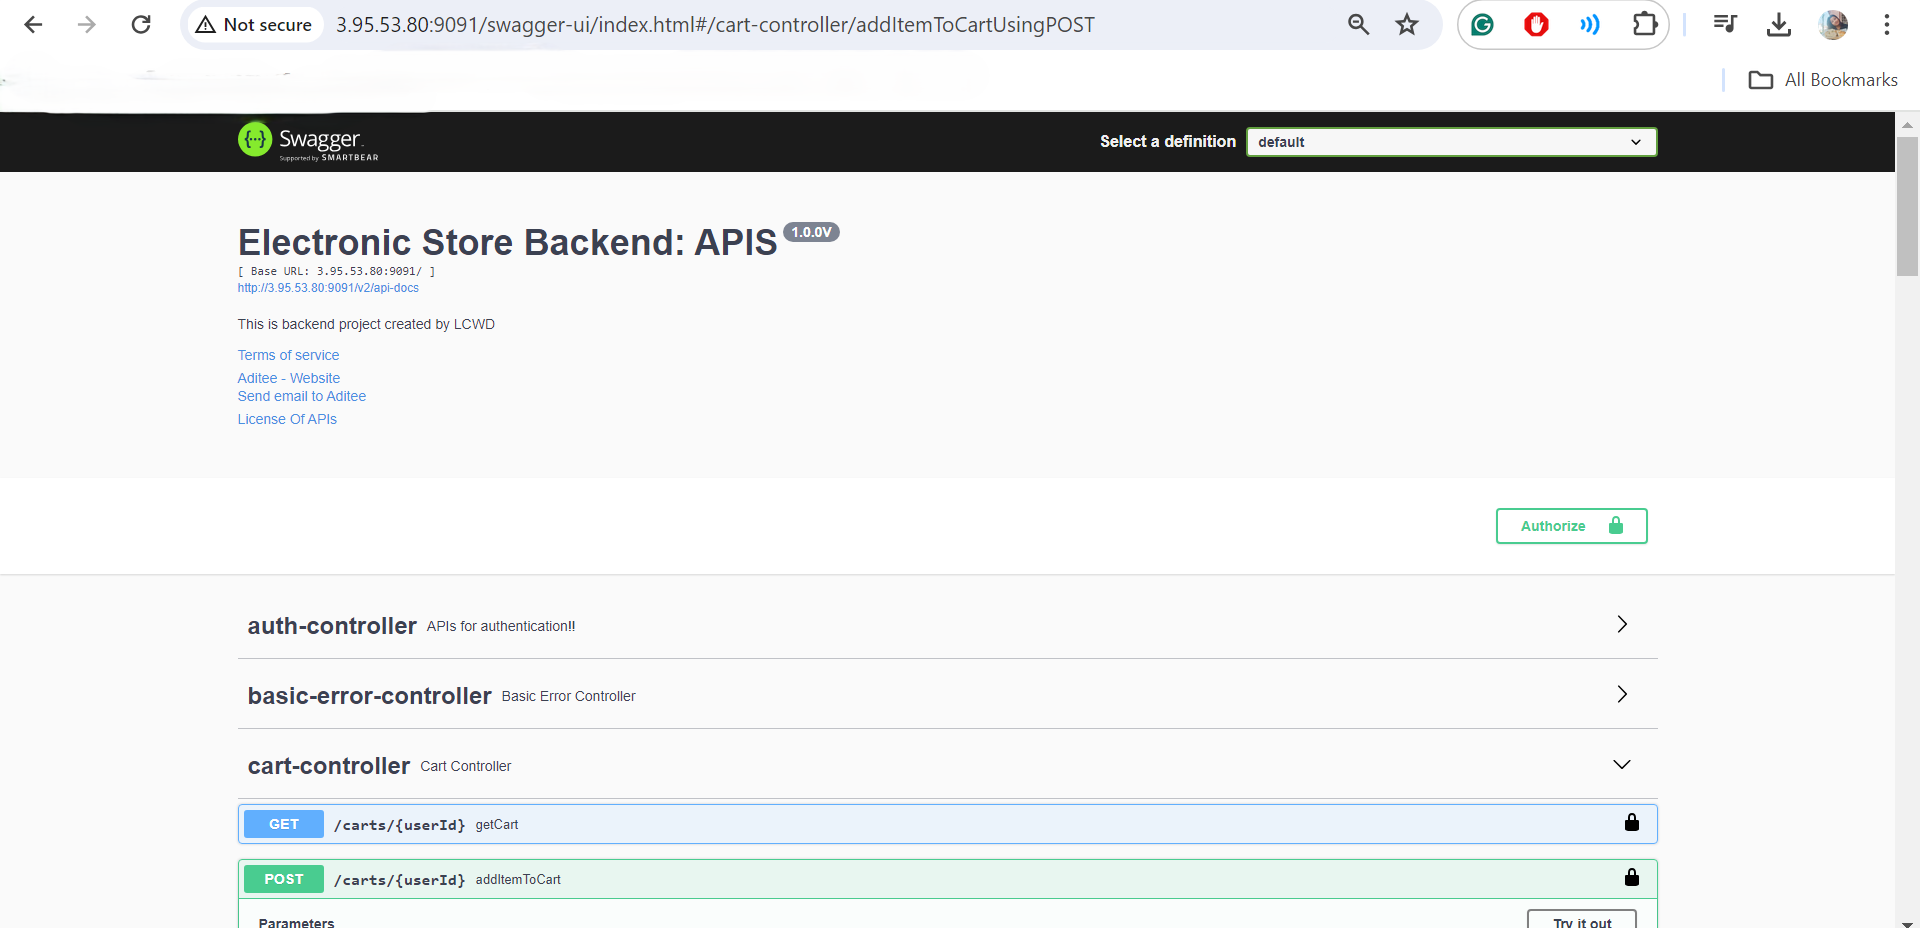 Not secure 3.95.53.80:9091/swagger-ui/index.html#/cart-controller/addItemToCartUsingPOST
All Bookmarks
Swagger
Supported by SMARTBEAR
Select a definition default
Electronic Store Backend: APIS 1.0.0V
[ Base URL: 3.95.53.80:9091/ ]
http://3.95.53.80:9091/v2/api-docs
This is backend project created by LCWD
Terms of service
Aditee - Website
Send email to Aditee
License Of APIs
Authorize
auth-controller APIs for authentication!!
basic-error-controller Basic Error Controller
cart-controller Cart Controller
GET /carts/{userId} getCart
POST /carts/{userId} addItemToCart
Parameters Try it out